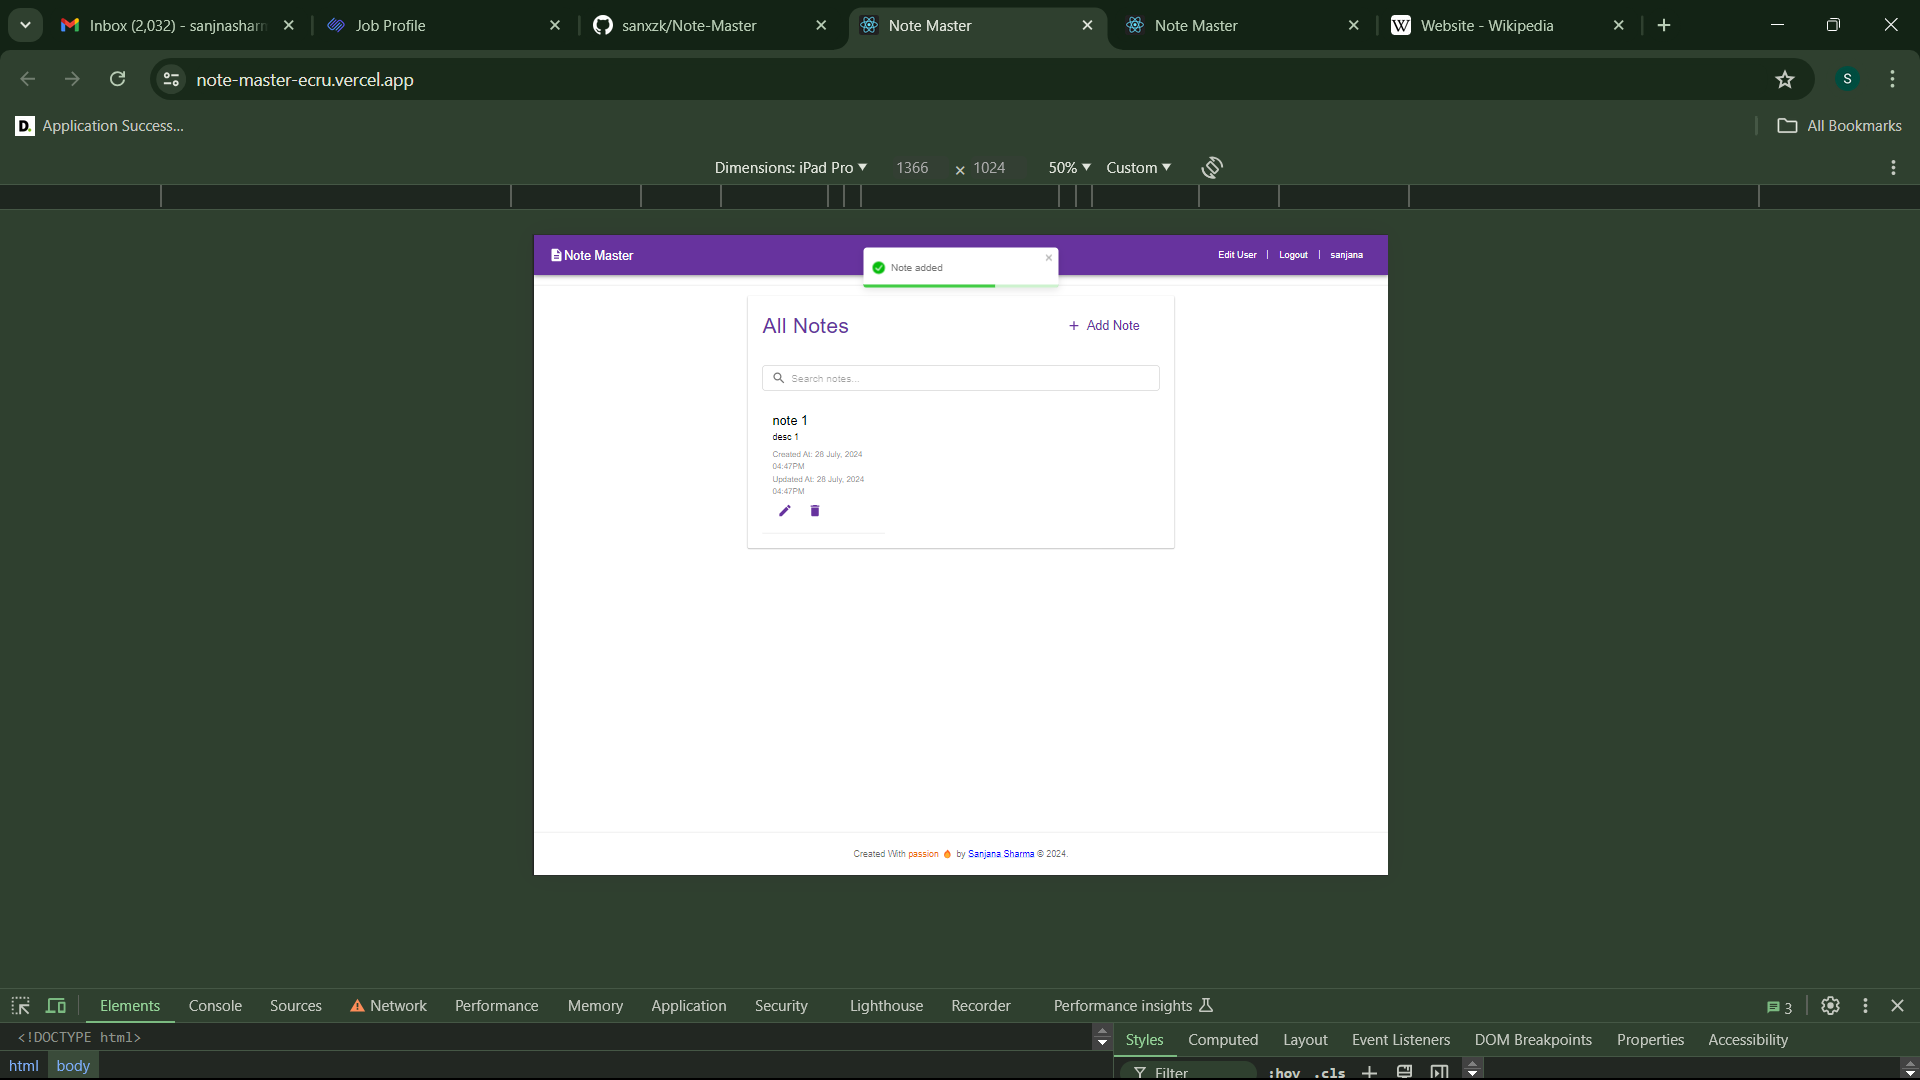 Inbox (2,032) - sanjnasharm
Job Profile
sanxzk/Note-Master
Note Master
Note Master
W Website - Wikipedia
note-master-ecru.vercel.app
S
D. Application Success...
All Bookmarks
Dimensions: iPad Pro 1366 × 1024 50% Custom
Note Master
Note added
Edit User | Logout | sanjana
All Notes
+ Add Note
Search notes...
note 1
desc 1
Created At: 28 July, 2024
04:47PM
Updated At: 28 July, 2024
04:47PM
Created With passion 🔥 by Sanjana Sharma © 2024.
Elements Console Sources Network Performance Memory Application Security Lighthouse Recorder Performance insights 3
<!DOCTYPE html>
html body
Styles Computed Layout Event Listeners DOM Breakpoints Properties Accessibility
Filter :hov .cls